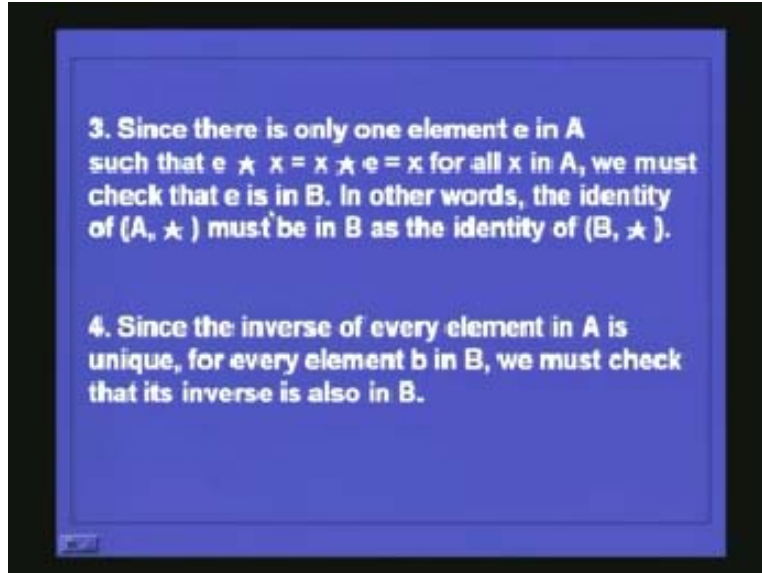 3. Since there is only one element e in A
such that e ★ x = x ★ e = x for all x in A, we must
check that e is in B. In other words, the identity
of (A, ★ ) must be in B as the identity of (B, ★ ).
4. Since the inverse of every element in A is
unique, for every element b in B, we must check
that its inverse is also in B.